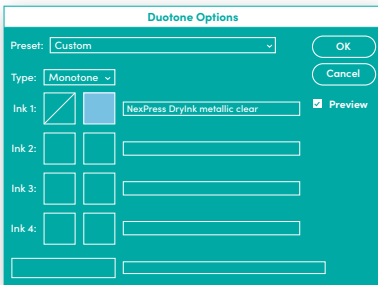 Duotone Options
Preset: Custom
OK
Type: Monotone
Cancel
Ink 1: NexPress DryInk metallic clear
Preview
Ink 2:
Ink 3:
Ink 4: